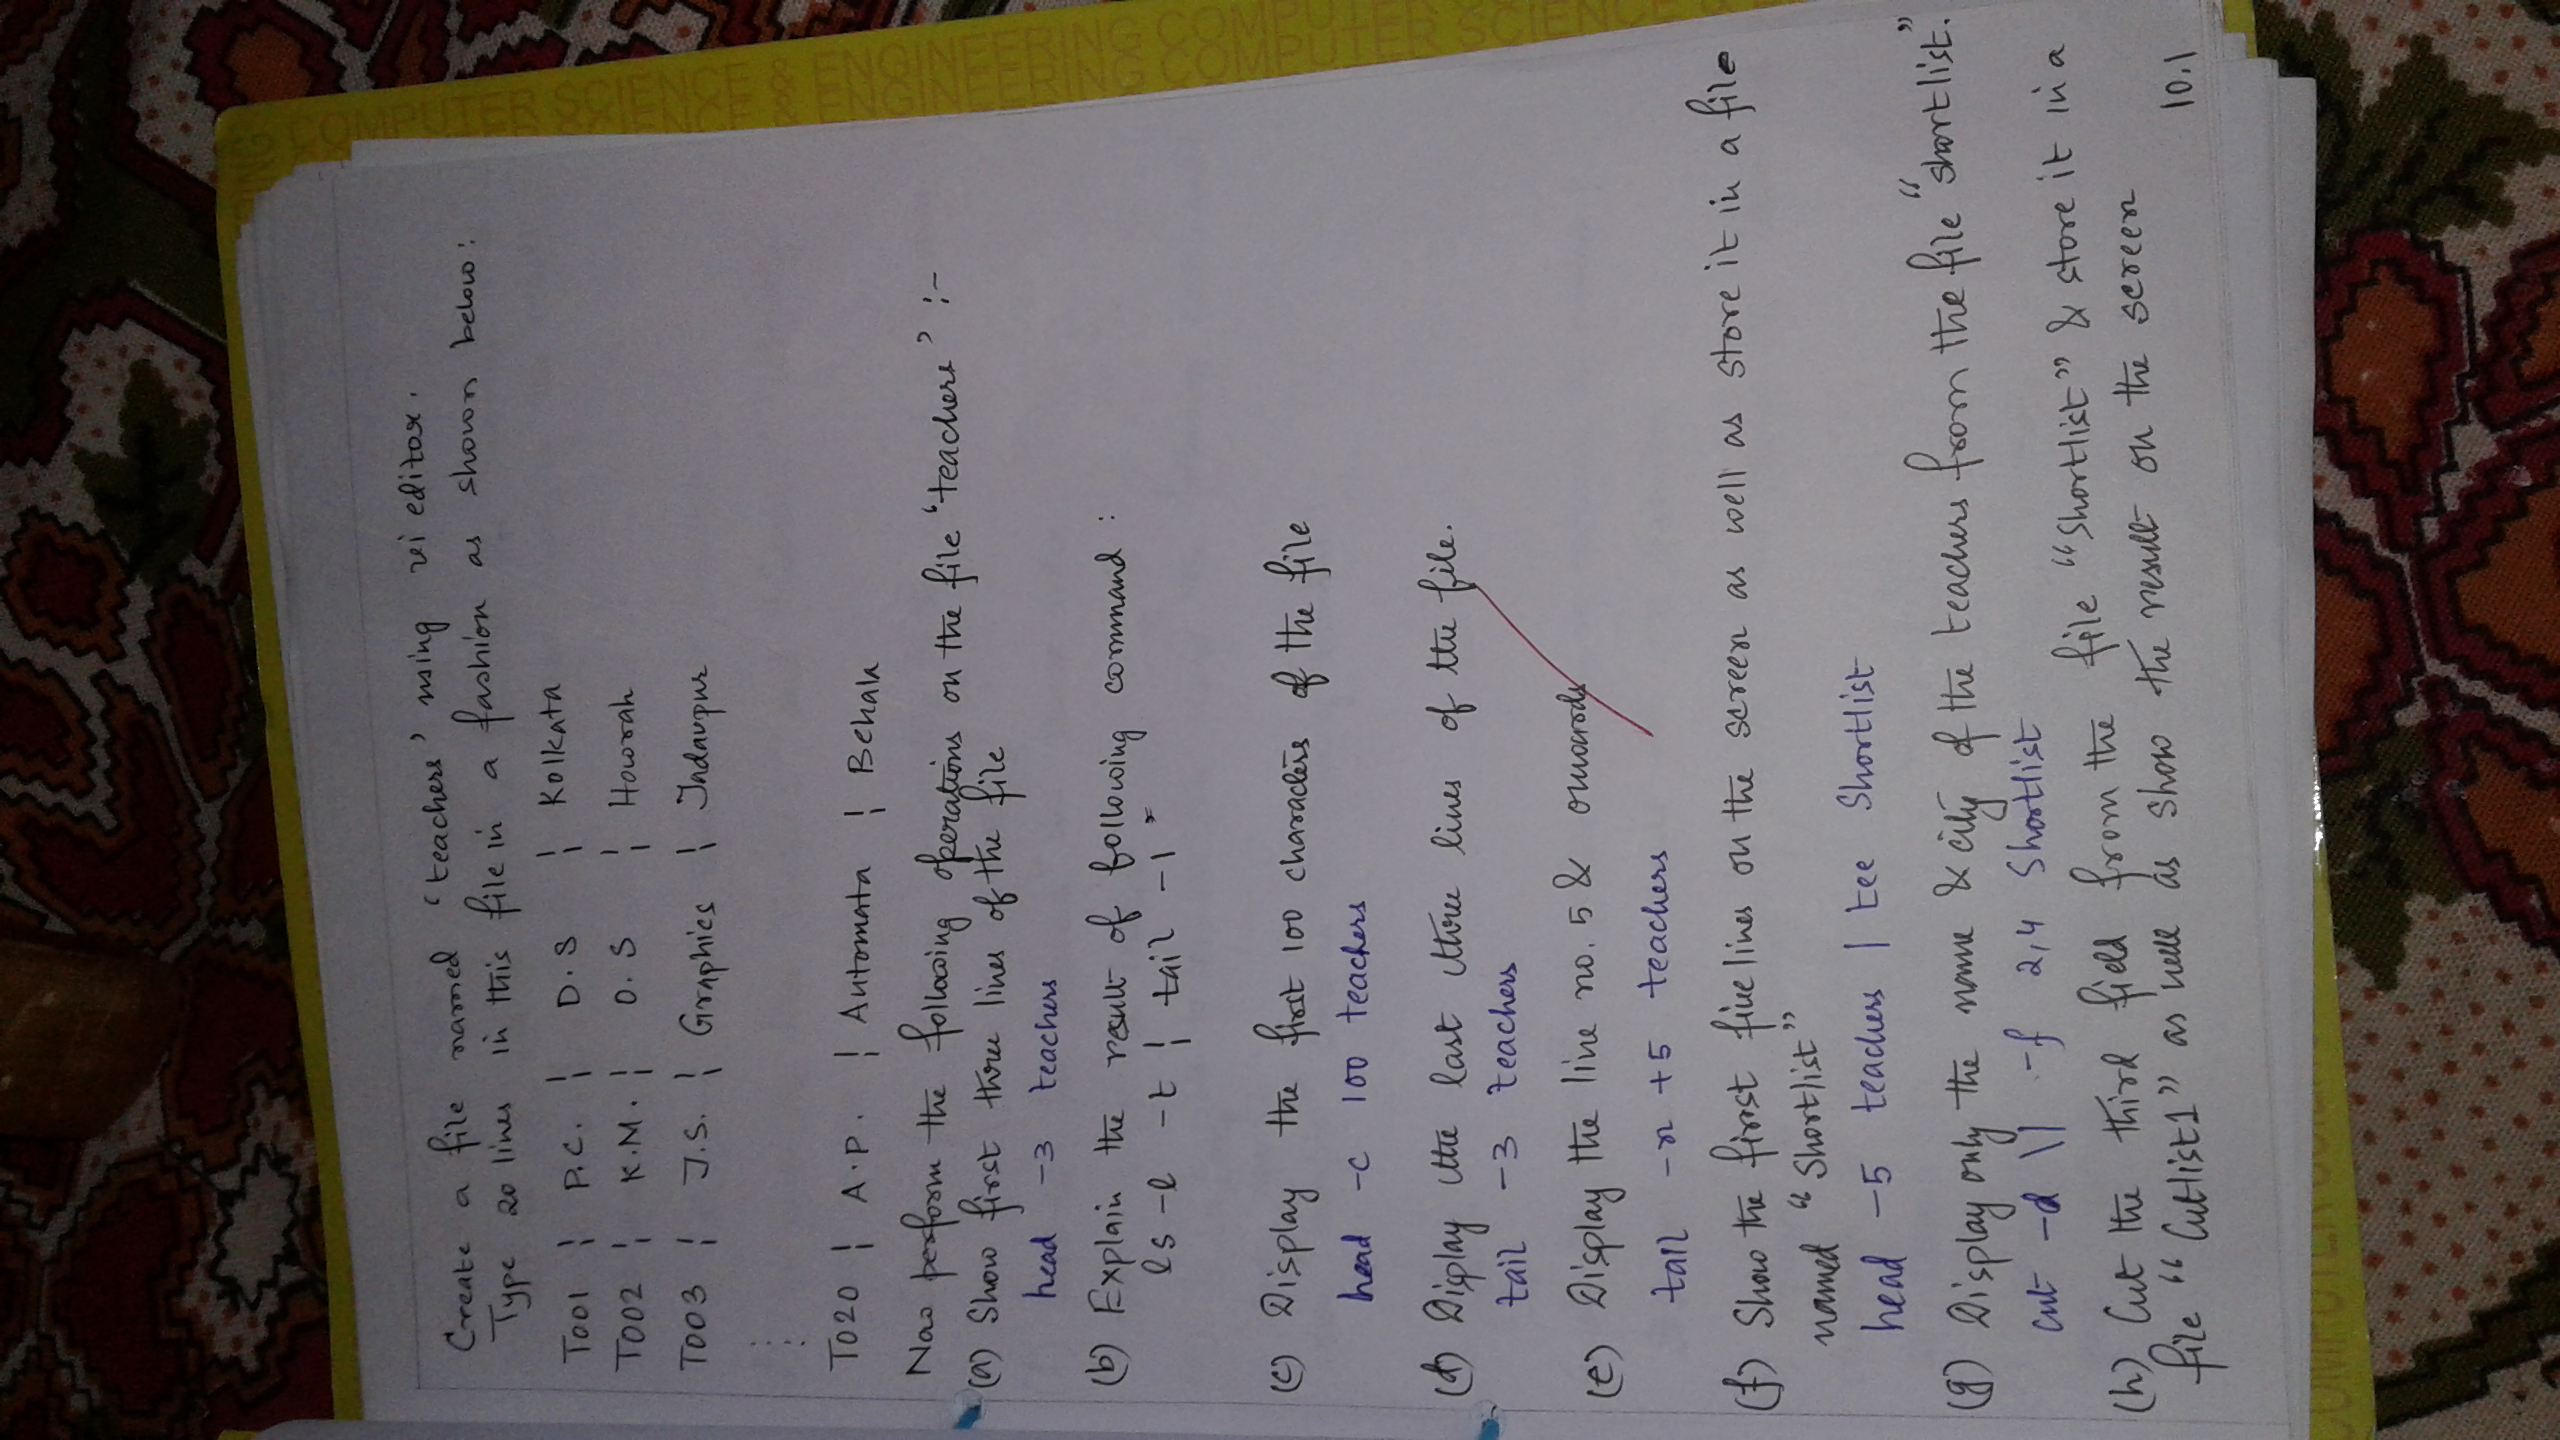 Create a file named ‘teachers’ using vi editor.
Type 20 lines in this file in a fashion as shown below:
T001 ¦ P.C. ¦ D.S ¦ Kolkata
T002 ¦ K.M. ¦ O.S ¦ Howrah
T003 ¦ J.S. ¦ Graphics ¦ Jadavpur
T020 ¦ A.P. ¦ Automata ¦ Behala
Now perform the following operations on the file ‘teachers’ :-
(a) Show first three lines of the file
head -3 teachers
(b) Explain the result of following command :
ls -l -t ¦ tail -1
(c) Display the first 100 characters of the file
head -c 100 teachers
(d) Display the last three lines of the file.
tail -3 teachers
(e) Display the line no. 5 & onwards
tail -n +5 teachers
(f) Show the first five lines on the screen as well as store it in a file
named “Shortlist”
head -5 teachers | tee Shortlist
(g) Display only the name & city of the teachers from the file “shortlist.”
cut -d \| -f 2,4 Shortlist
(h) Cut the third field from the file “Shortlist” & store it in a
file “Cutlist1” as well as show the result on the screen
10.1
COMPUTER SCIENCE & ENGINEERING